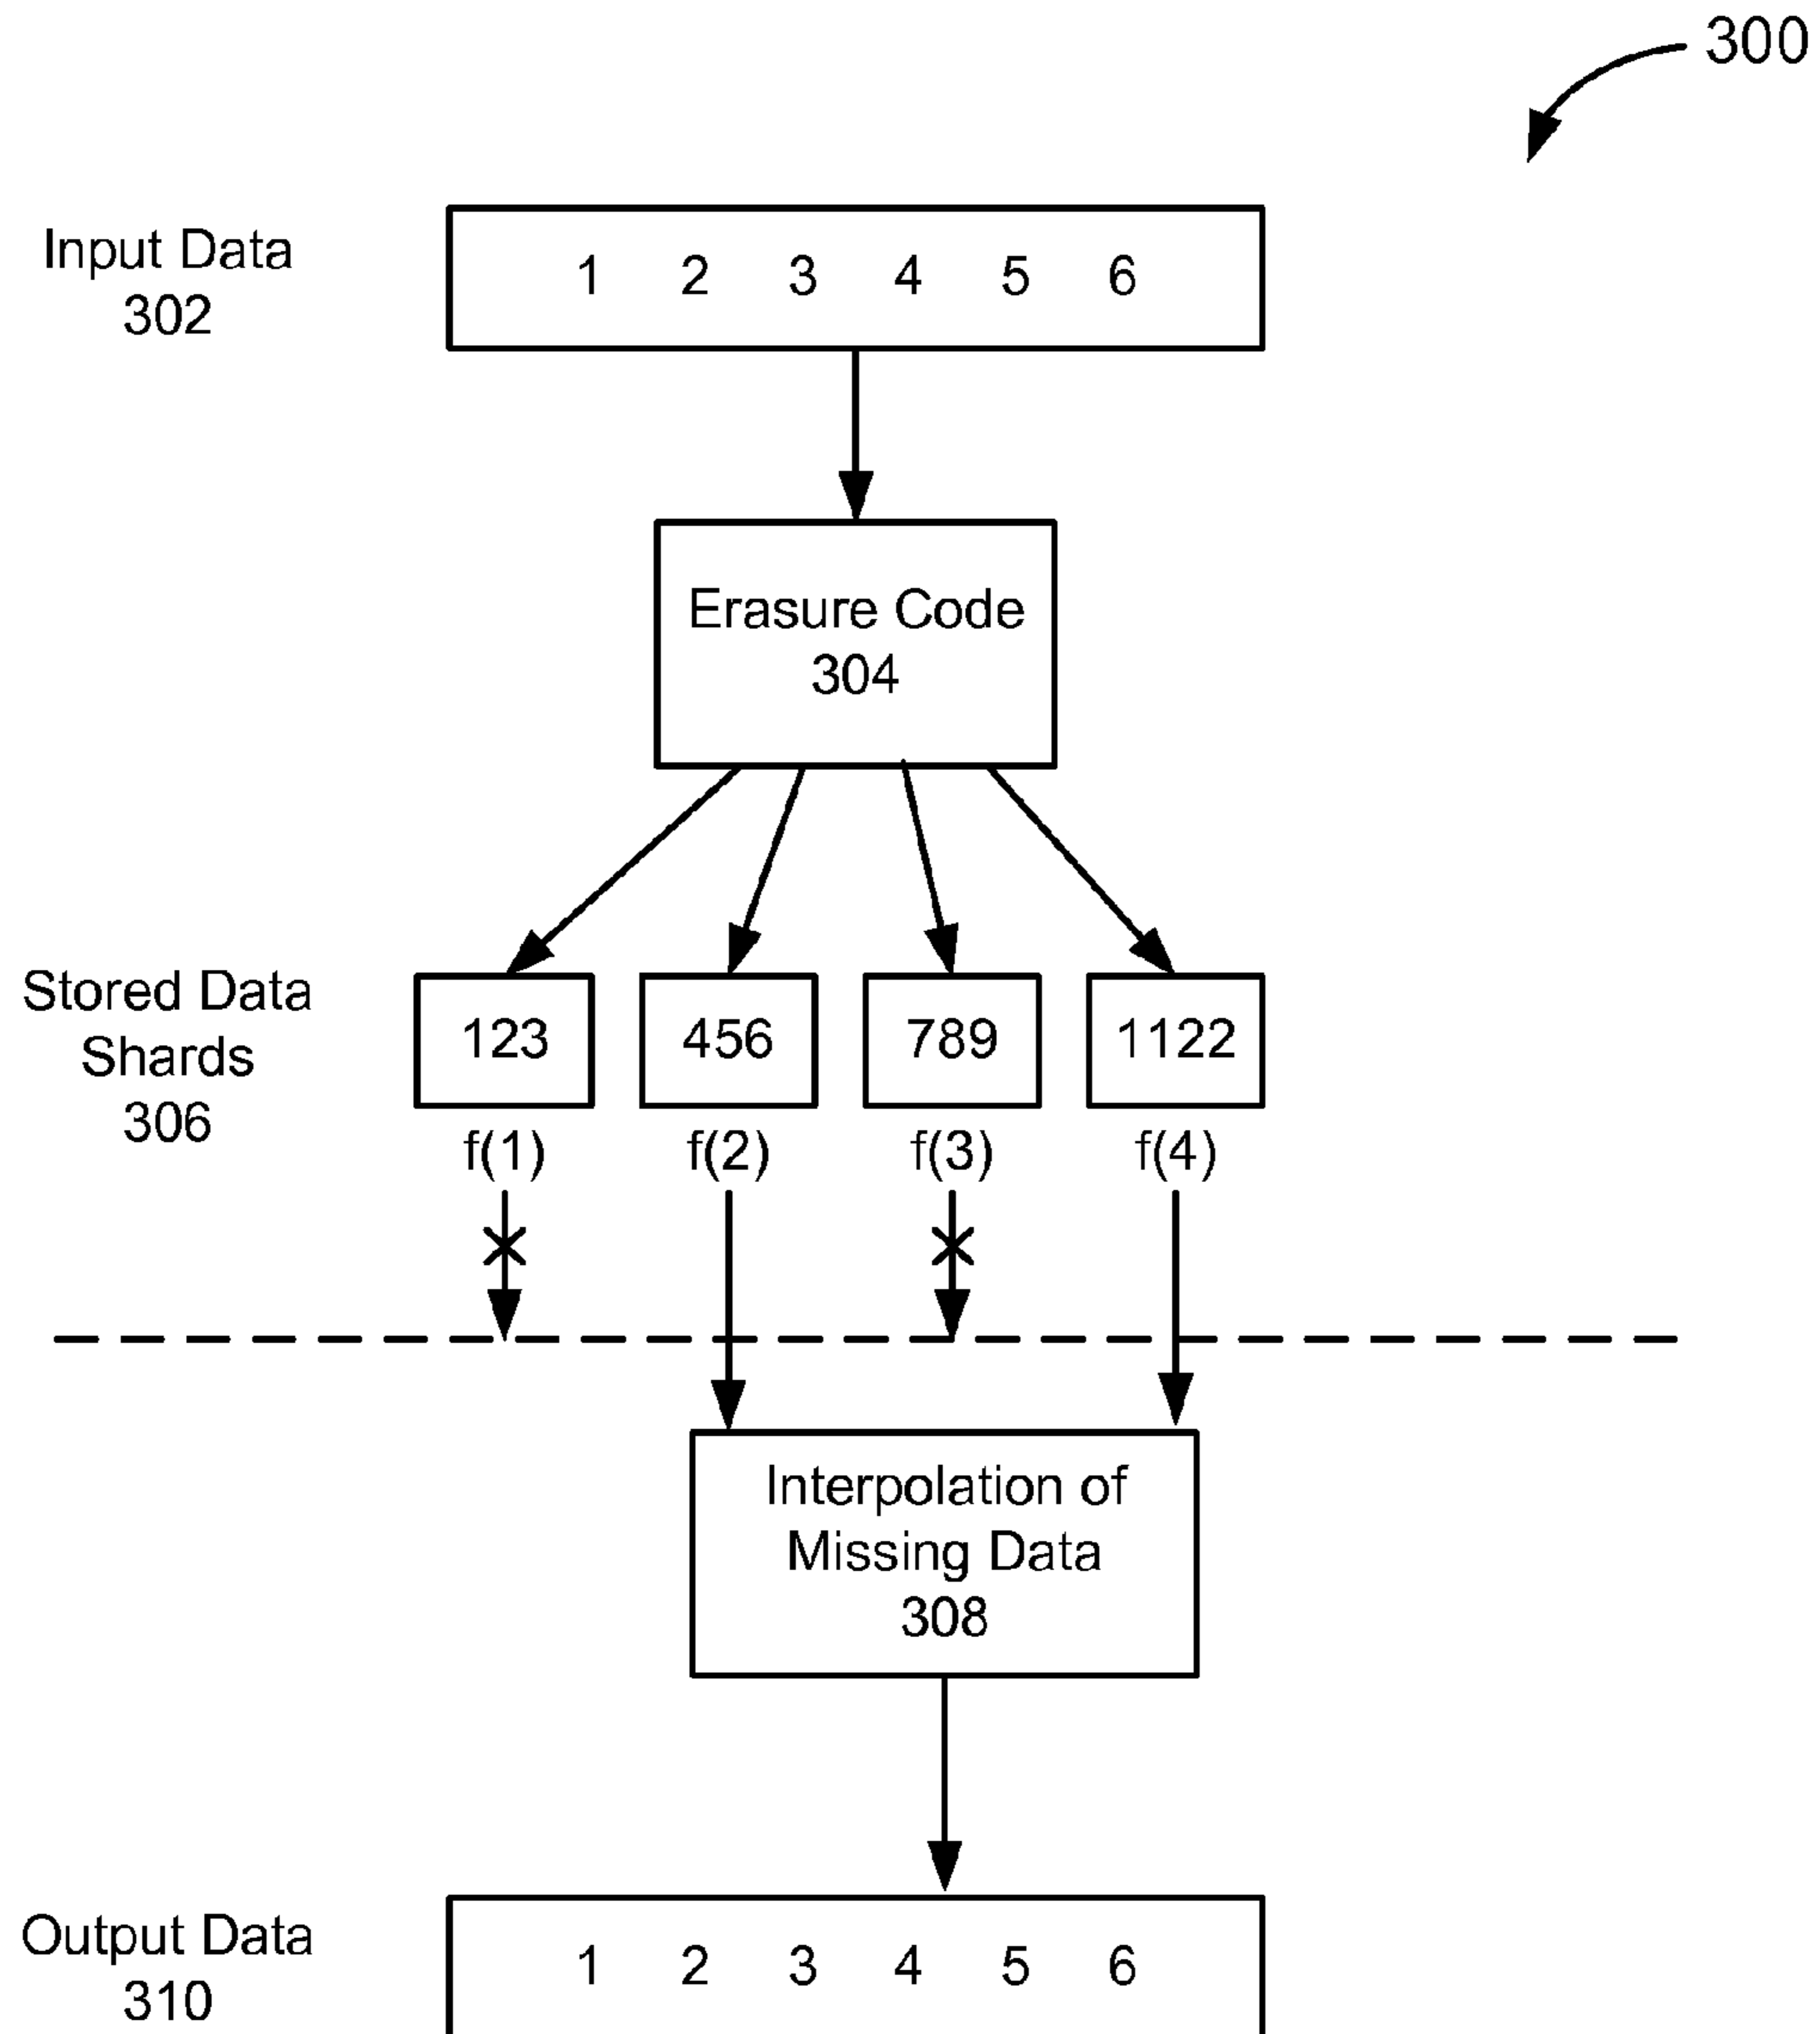 300
Input Data
302
1 2 3 4 5 6
Erasure Code
304
Stored Data
Shards
306
123 456 789 1122
f(1) f(2) f(3) f(4)
Interpolation of
Missing Data
308
Output Data
310
1 2 3 4 5 6